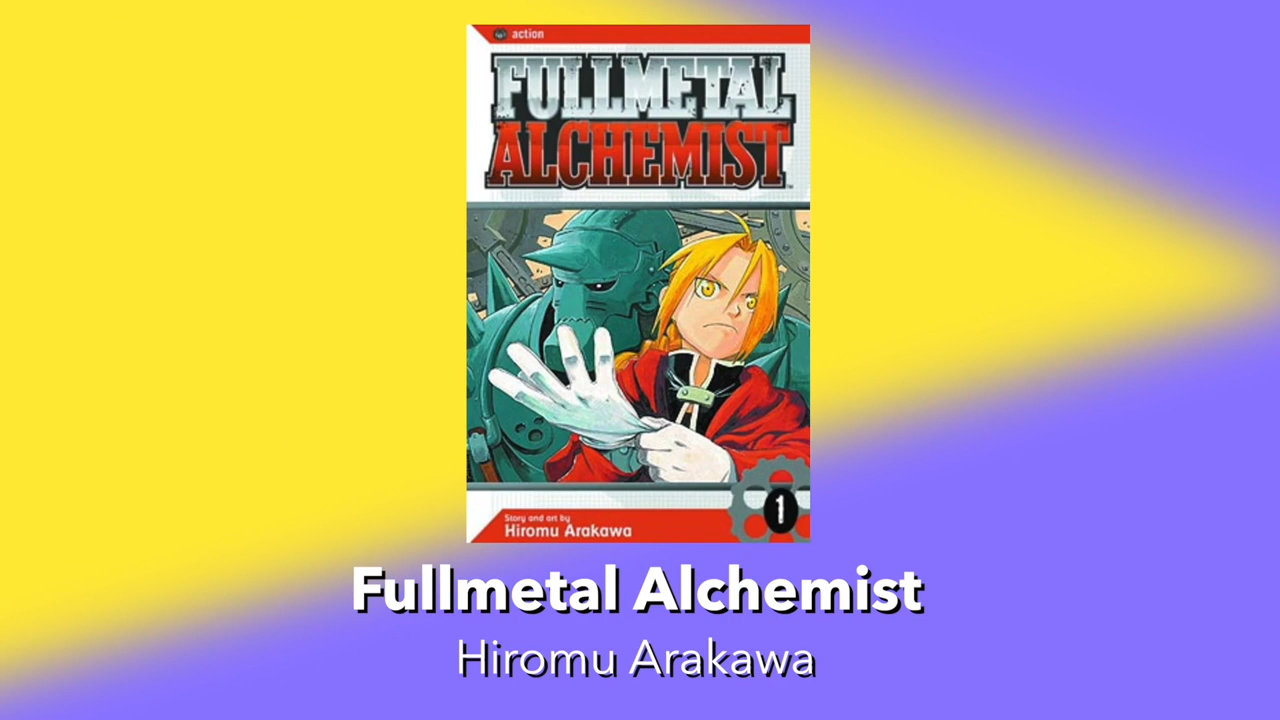 action
FULLMETAL
ALCHEMIST
1
Story and art by
Hiromu Arakawa
Fullmetal Alchemist
Hiromu Arakawa